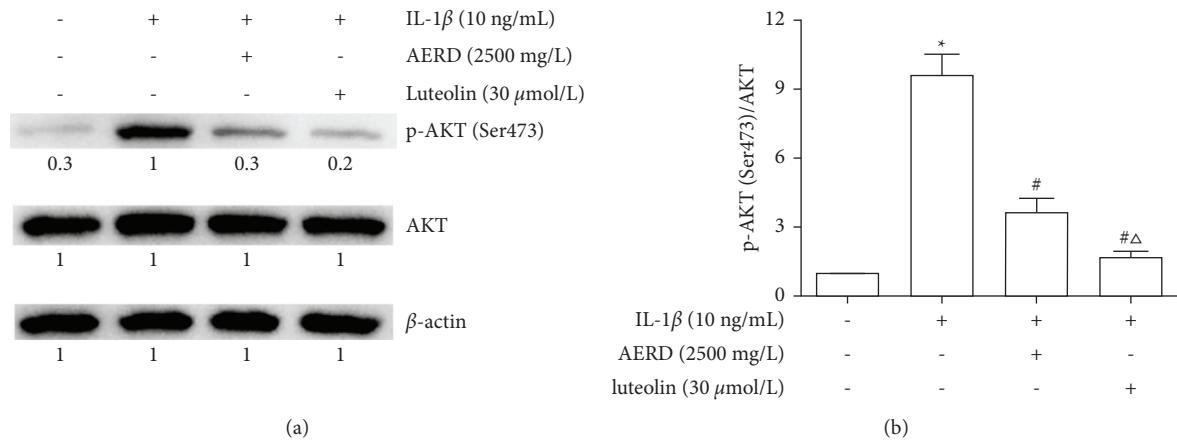 - + + + IL-1β (10 ng/mL)
- - + - AERD (2500 mg/L)
- - - + Luteolin (30 μmol/L)
p-AKT (Ser473)
0.3 1 0.3 0.2
AKT
1 1 1 1
β-actin
1 1 1 1
(a)
p-AKT (Ser473)/AKT
12
9
6
3
0
*
#
#△
IL-1β (10 ng/mL) - + + +
AERD (2500 mg/L) - - + -
luteolin (30 μmol/L) - - - +
(b)